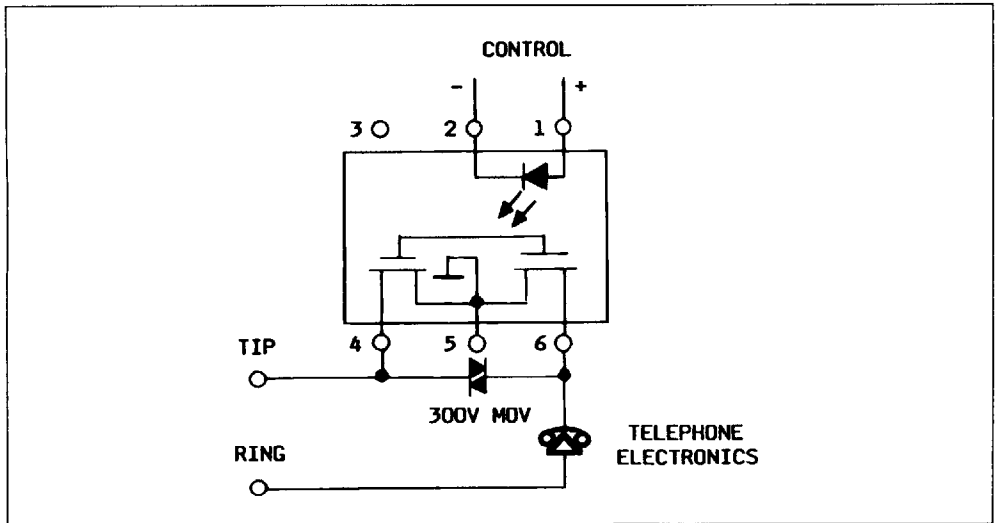 CONTROL
- +
3 2 1
4 5 6
TIP
300V MOV
TELEPHONE
ELECTRONICS
RING